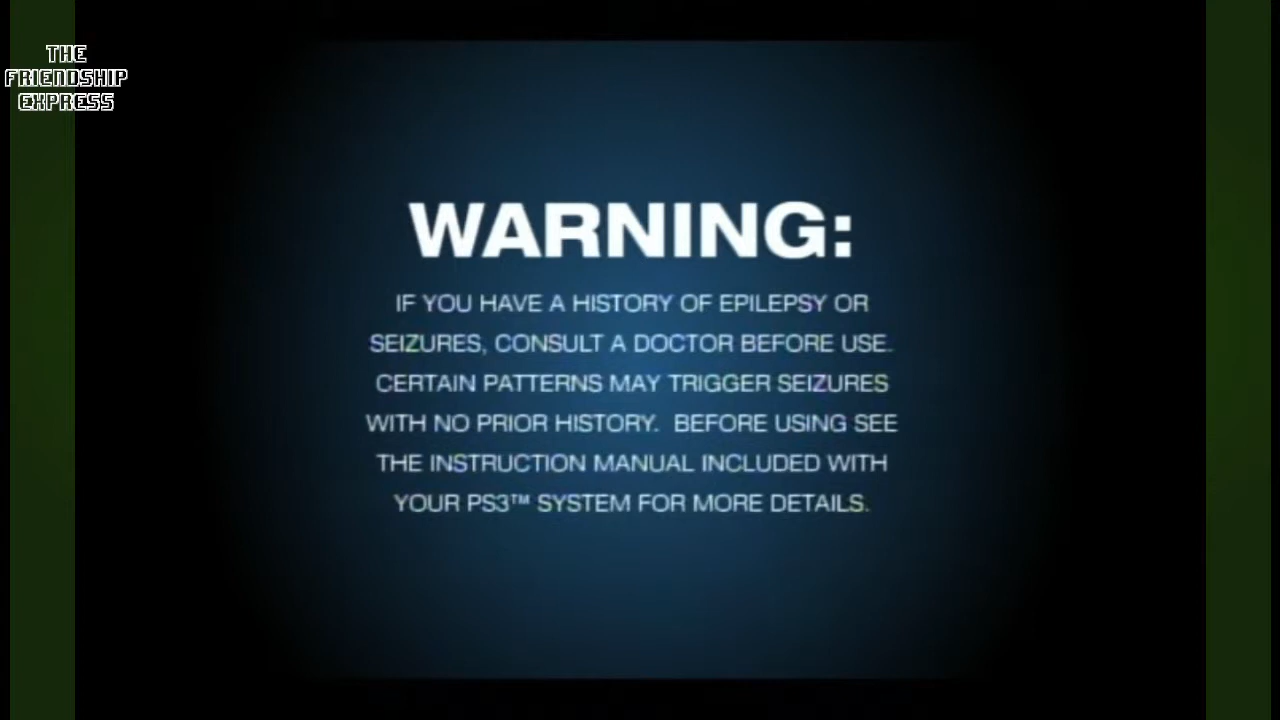 THE
FRIENDSHIP
EXPRESS
WARNING:
IF YOU HAVE A HISTORY OF EPILEPSY OR
SEIZURES, CONSULT A DOCTOR BEFORE USE.
CERTAIN PATTERNS MAY TRIGGER SEIZURES
WITH NO PRIOR HISTORY. BEFORE USING SEE
THE INSTRUCTION MANUAL INCLUDED WITH
YOUR PS3™ SYSTEM FOR MORE DETAILS.